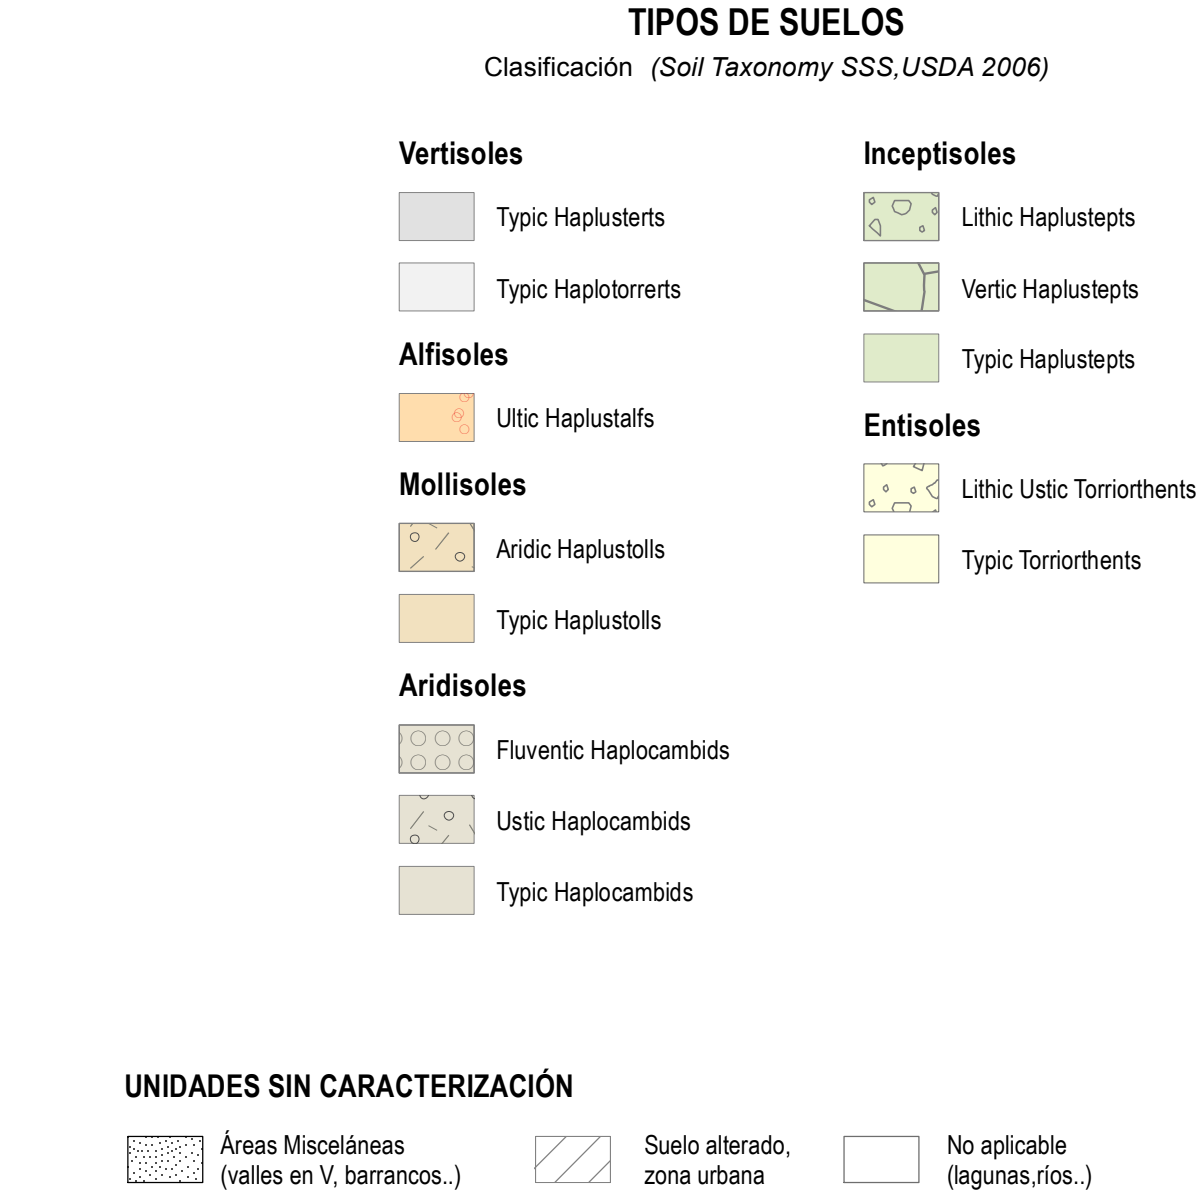 TIPOS DE SUELOS
Clasificación (Soil Taxonomy SSS,USDA 2006)
Vertisoles
Typic Haplusterts
Typic Haplotorrerts
Alfisoles
Ultic Haplustalfs
Mollisoles
Aridic Haplustolls
Typic Haplustolls
Aridisoles
Fluventic Haplocambids
Ustic Haplocambids
Typic Haplocambids
Inceptisoles
Lithic Haplustepts
Vertic Haplustepts
Typic Haplustepts
Entisoles
Lithic Ustic Torriorthents
Typic Torriorthents
UNIDADES SIN CARACTERIZACIÓN
Áreas Misceláneas
(valles en V, barrancos..)
Suelo alterado,
zona urbana
No aplicable
(lagunas,ríos..)